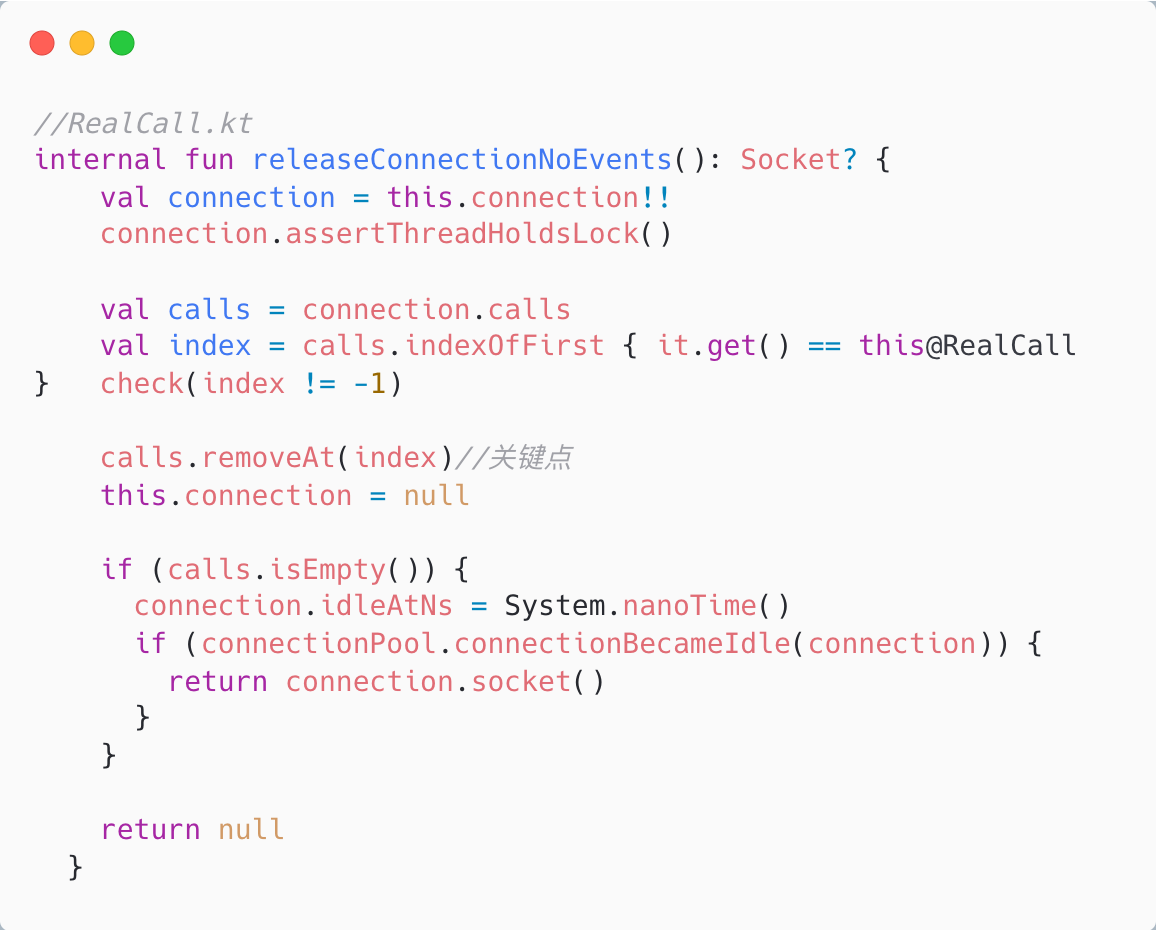 //RealCall.kt
internal fun releaseConnectionNoEvents(): Socket? {
    val connection = this.connection!!
    connection.assertThreadHoldsLock()

    val calls = connection.calls
    val index = calls.indexOfFirst { it.get() == this@RealCall
}   check(index != -1)

    calls.removeAt(index)//关键点
    this.connection = null

    if (calls.isEmpty()) {
      connection.idleAtNs = System.nanoTime()
      if (connectionPool.connectionBecameIdle(connection)) {
        return connection.socket()
      }
    }

    return null
  }